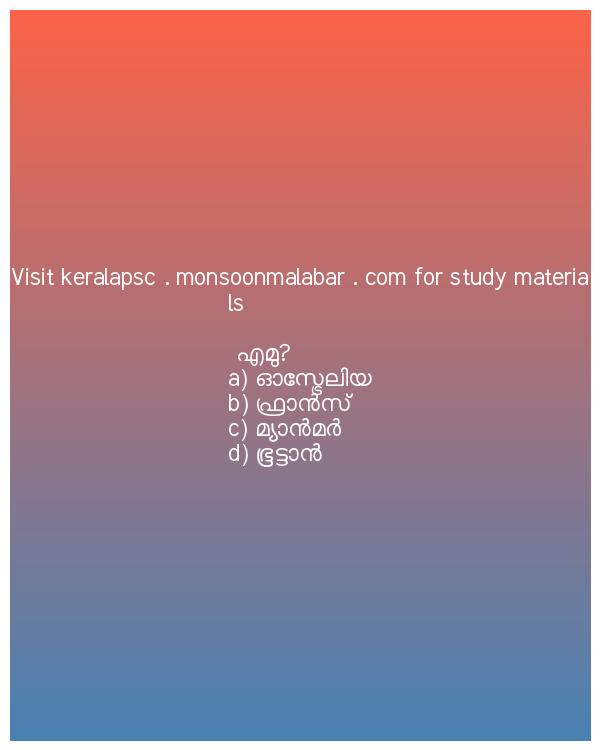 Visit keralapsc . monsoonmalabar . com for study materia
ls
എമു?
a) ഓസ്ട്രേലിയ
b) ഫ്രാൻസ്
c) മ്യാൻമർ
d) ഭൂട്ടാൻ